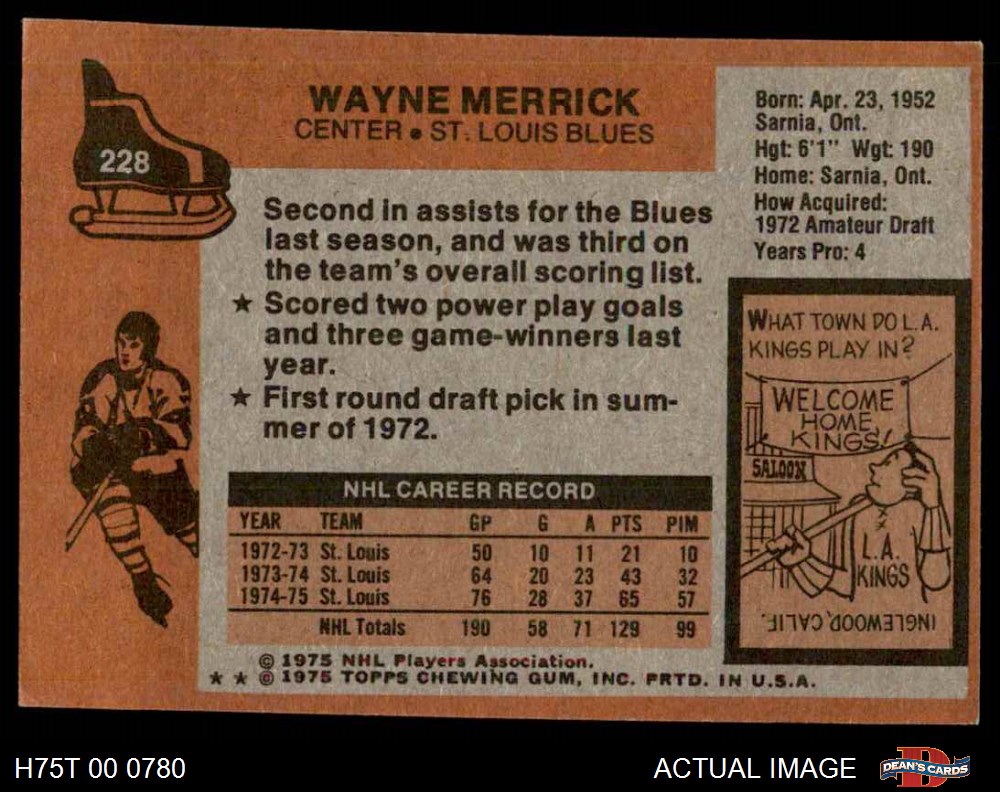 228
WAYNE MERRICK
CENTER • ST. LOUIS BLUES
Born: Apr. 23, 1952
Sarnia, Ont.
Hgt: 6'1" Wgt: 190
Home: Sarnia, Ont.
How Acquired:
1972 Amateur Draft
Years Pro: 4
Second in assists for the Blues
last season, and was third on
the team's overall scoring list.
★ Scored two power play goals
and three game-winners last
year.
★ First round draft pick in sum-
mer of 1972.
WHAT TOWN DO L.A.
KINGS PLAY IN?
WELCOME
HOME,
KINGS!
SALOON
L.A.
KINGS
INGLEWOOD, CALIF.
NHL CAREER RECORD
YEAR TEAM GP G A PTS PIM
1972-73 St. Louis 50 10 11 21 10
1973-74 St. Louis 64 20 23 43 32
1974-75 St. Louis 76 28 37 65 57
NHL Totals 190 58 71 129 99
© 1975 NHL Players Association.
★ ★ © 1975 TOPPS CHEWING GUM, INC. PRTD. IN U.S.A.
H75T 00 0780
ACTUAL IMAGE
D
DEAN'S CARDS